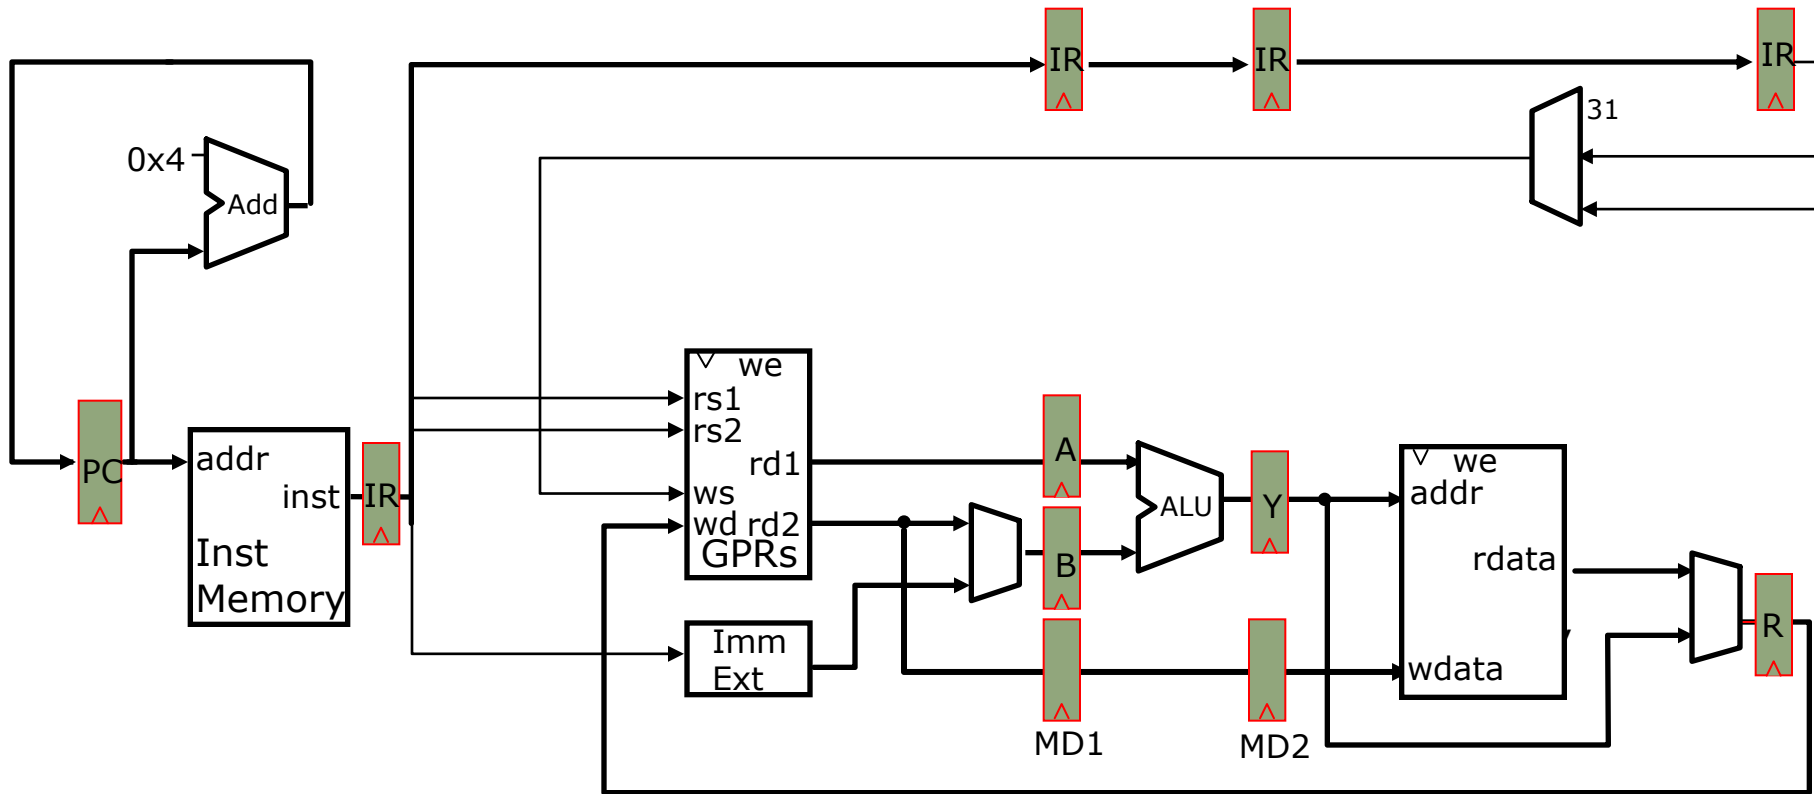 IR
IR
IR
31
0x4
Add
we
rs1
rs2
rd1
ws
wd rd2
GPRs
A
B
ALU
Y
we
addr
rdata
wdata
PC
addr
inst
Inst
Memory
IR
Imm
Ext
R
MD1
MD2